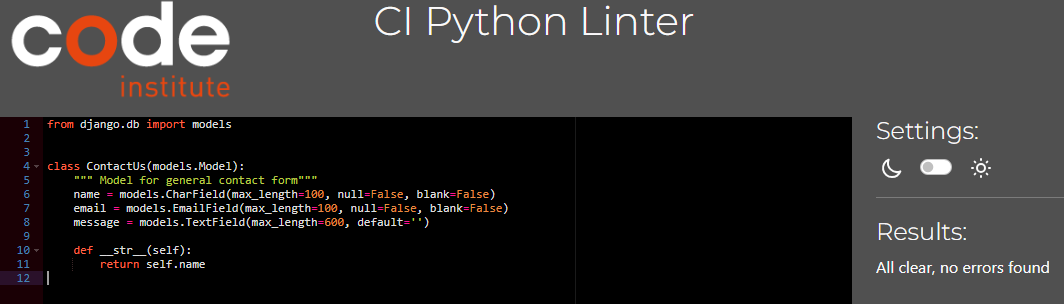 code
institute
CI Python Linter
1 from django.db import models
2
3
4 class ContactUs(models.Model):
5     """ Model for general contact form"""
6     name = models.CharField(max_length=100, null=False, blank=False)
7     email = models.EmailField(max_length=100, null=False, blank=False)
8     message = models.TextField(max_length=600, default='')
9
10     def __str__(self):
11         return self.name
12
Settings:
Results:
All clear, no errors found